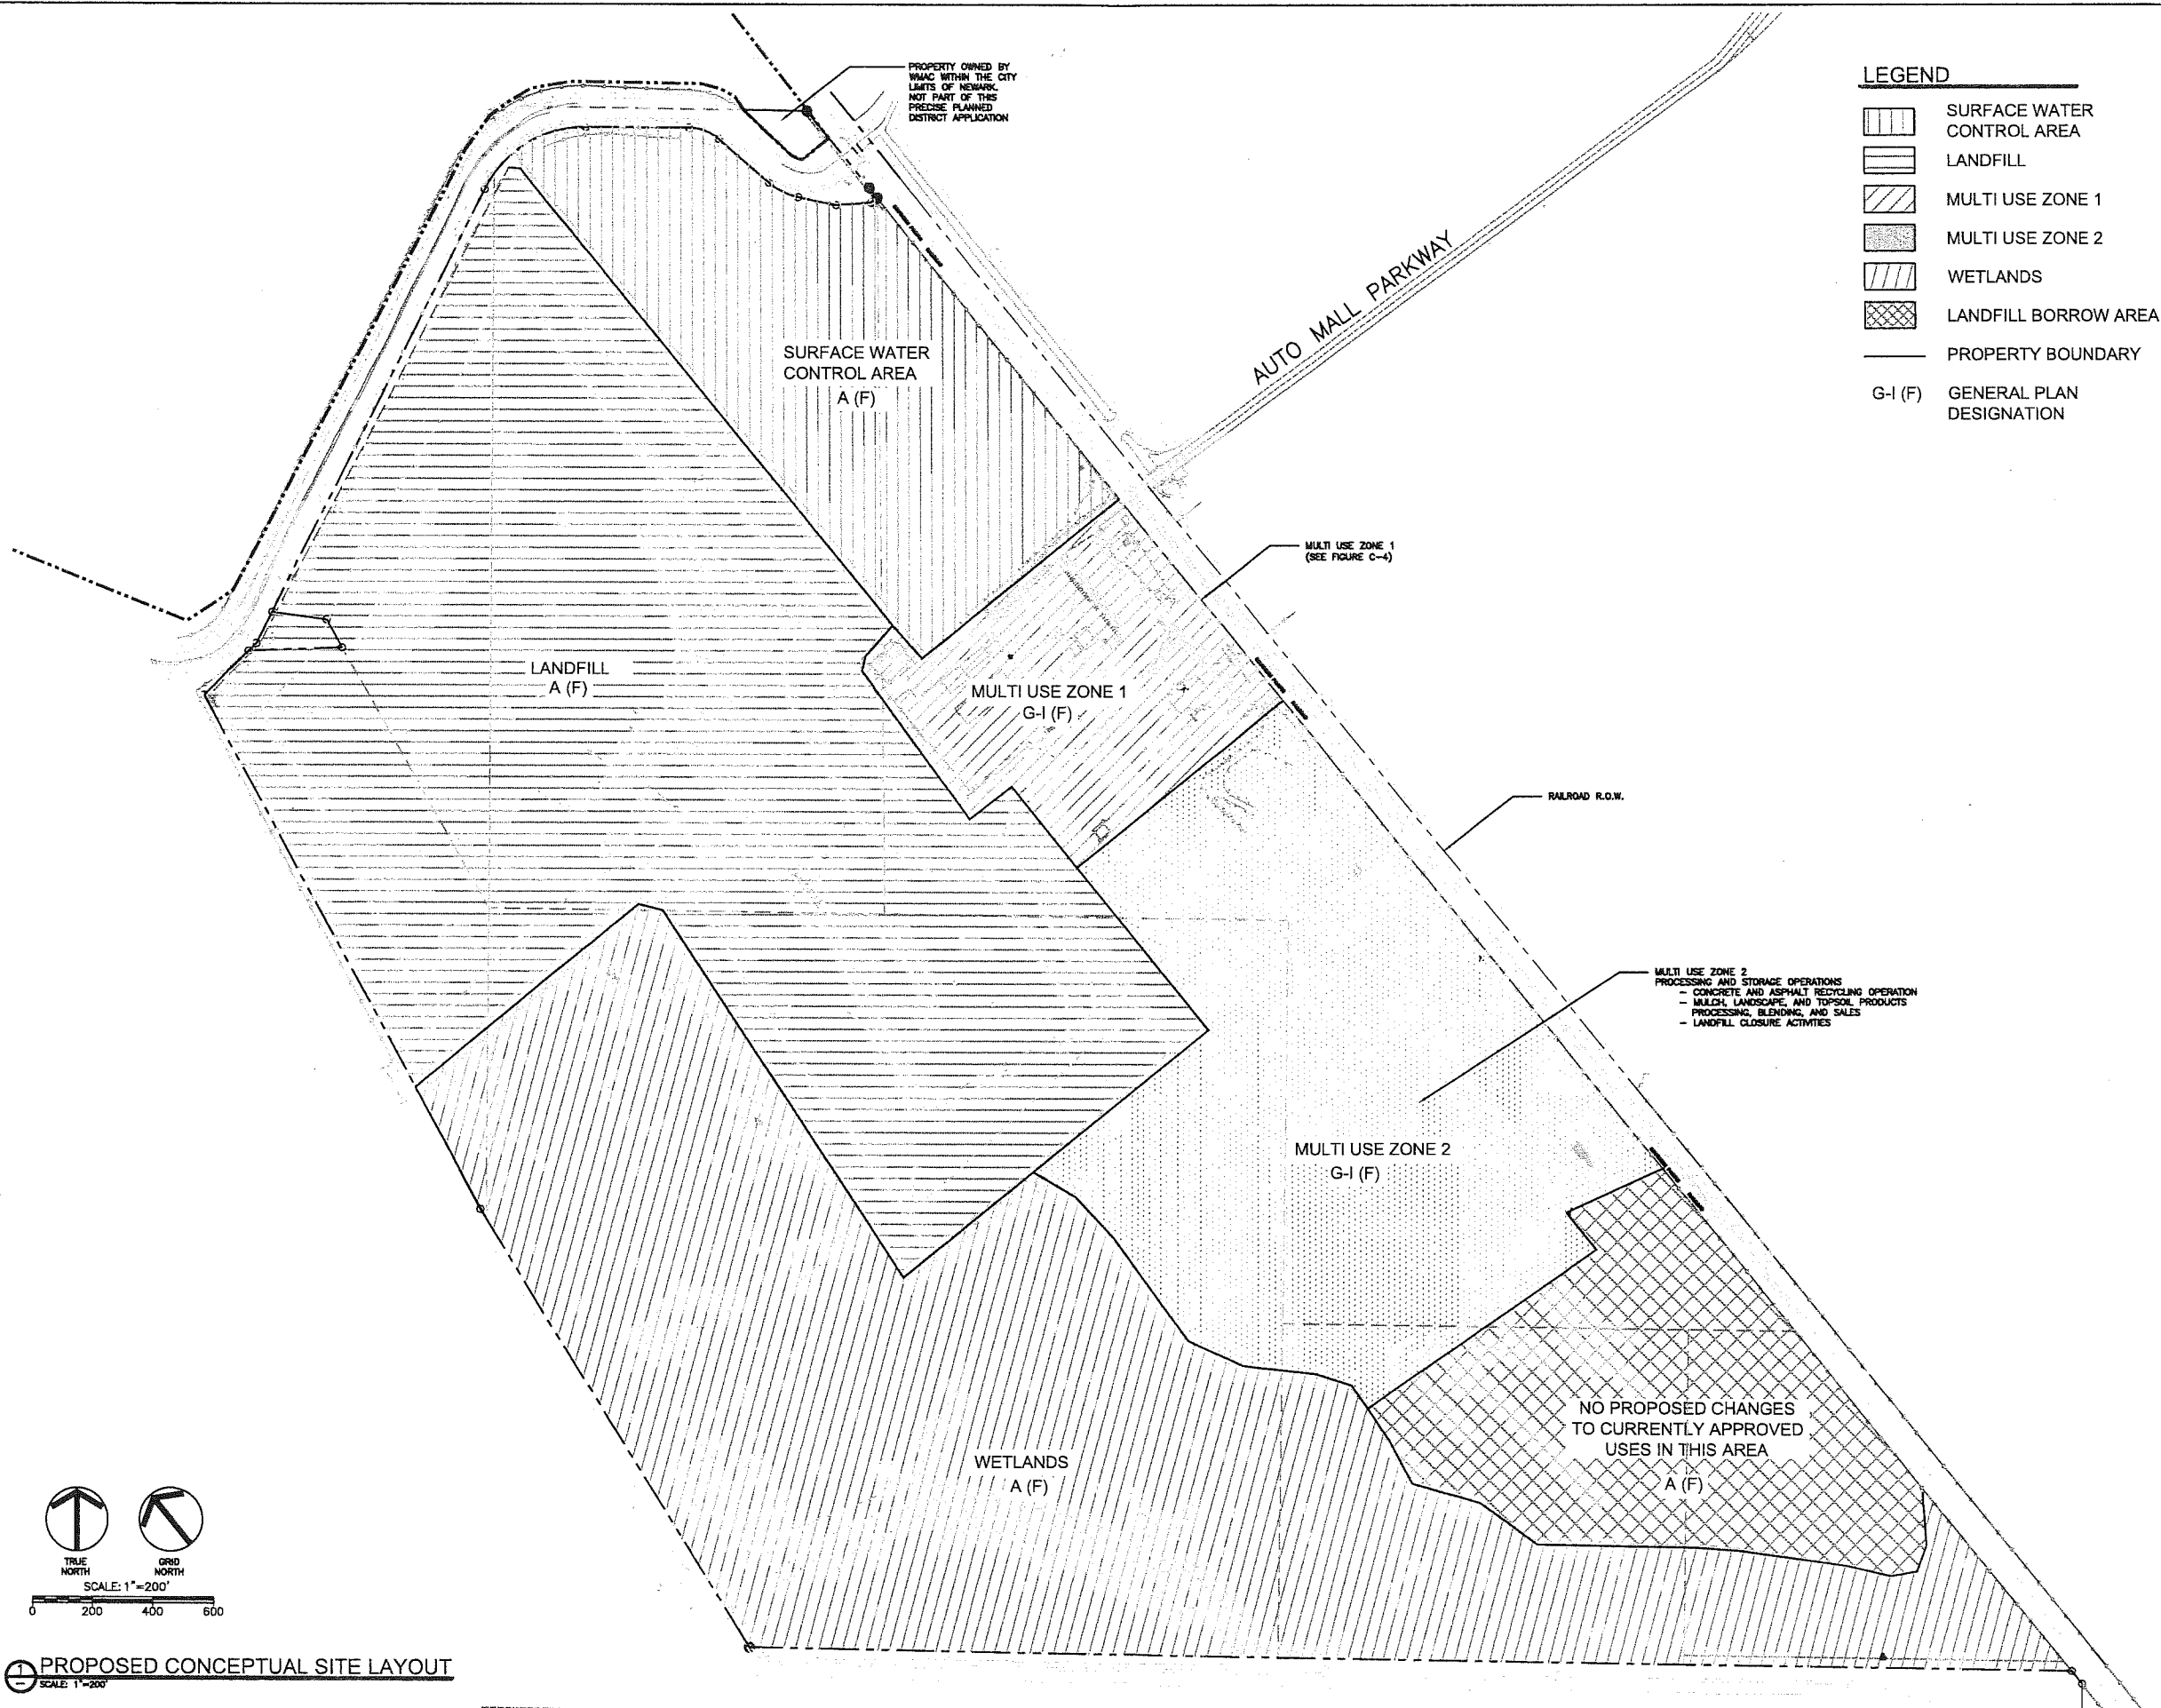 PROPERTY OWNED BY
WMAC WITHIN THE CITY
LIMITS OF NEWARK.
NOT PART OF THIS
PRECISE PLANNED
DISTRICT APPLICATION
LEGEND
SURFACE WATER
CONTROL AREA
LANDFILL
MULTI USE ZONE 1
MULTI USE ZONE 2
WETLANDS
LANDFILL BORROW AREA
PROPERTY BOUNDARY
G-I (F) GENERAL PLAN
DESIGNATION
AUTO MALL PARKWAY
SURFACE WATER
CONTROL AREA
A (F)
MULTI USE ZONE 1
(SEE FIGURE C-4)
LANDFILL
A (F)
MULTI USE ZONE 1
G-I (F)
RAILROAD R.O.W.
MULTI USE ZONE 2
PROCESSING AND STORAGE OPERATIONS
- CONCRETE AND ASPHALT RECYCLING OPERATION
- MULCH, LANDSCAPE, AND TOPSOIL PRODUCTS
PROCESSING, BLENDING, AND SALES
- LANDFILL CLOSURE ACTIVITIES
MULTI USE ZONE 2
G-I (F)
NO PROPOSED CHANGES
TO CURRENTLY APPROVED
USES IN THIS AREA
A (F)
WETLANDS
A (F)
TRUE
NORTH
GRID
NORTH
SCALE: 1"=200'
0 200 400 600
1
PROPOSED CONCEPTUAL SITE LAYOUT
SCALE: 1"=200'